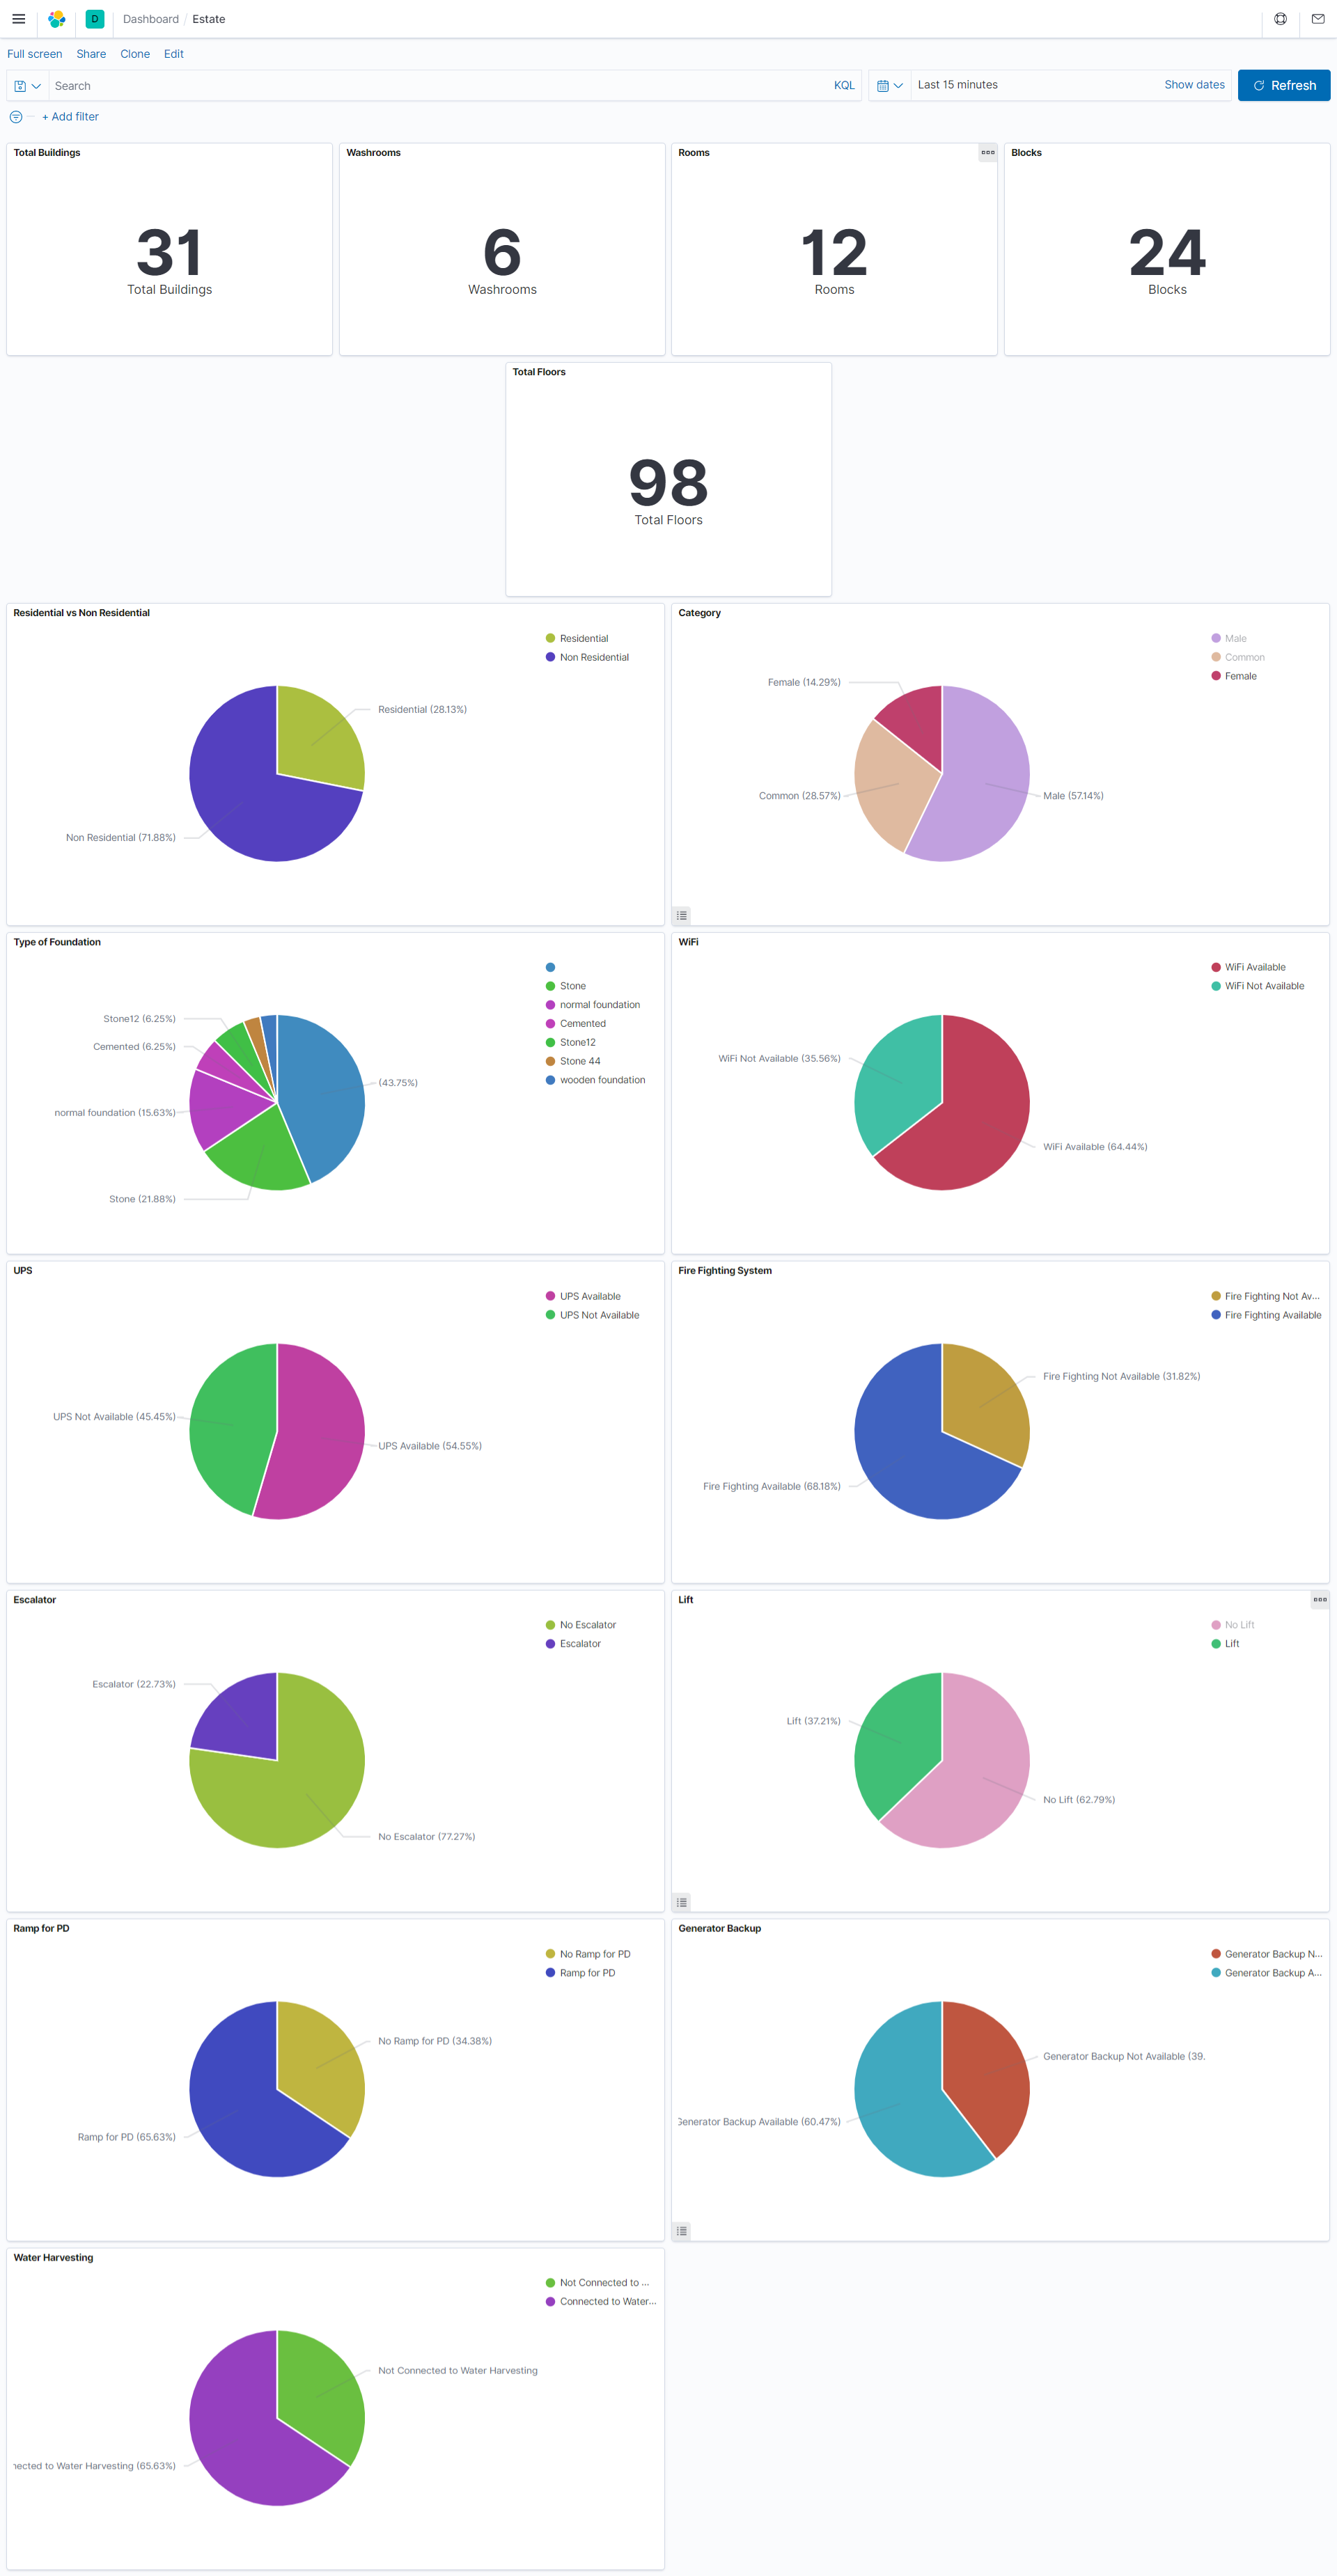 D Dashboard / Estate
Full screen Share Clone Edit
Search KQL Last 15 minutes Show dates Refresh
+ Add filter
Total Buildings
31
Total Buildings
Washrooms
6
Washrooms
Rooms
12
Rooms
Blocks
24
Blocks
Total Floors
98
Total Floors
Residential vs Non Residential
Residential
Non Residential
Residential (28.13%)
Non Residential (71.88%)
Category
Male
Common
Female
Female (14.29%)
Common (28.57%)
Male (57.14%)
Type of Foundation
Stone
normal foundation
Cemented
Stone12
Stone 44
wooden foundation
Stone12 (6.25%)
Cemented (6.25%)
(43.75%)
normal foundation (15.63%)
Stone (21.88%)
WiFi
WiFi Available
WiFi Not Available
WiFi Not Available (35.56%)
WiFi Available (64.44%)
UPS
UPS Available
UPS Not Available
UPS Not Available (45.45%)
UPS Available (54.55%)
Fire Fighting System
Fire Fighting Not Av...
Fire Fighting Available
Fire Fighting Not Available (31.82%)
Fire Fighting Available (68.18%)
Escalator
No Escalator
Escalator
Escalator (22.73%)
No Escalator (77.27%)
Lift
No Lift
Lift
Lift (37.21%)
No Lift (62.79%)
Ramp for PD
No Ramp for PD
Ramp for PD
No Ramp for PD (34.38%)
Ramp for PD (65.63%)
Generator Backup
Generator Backup N...
Generator Backup A...
Generator Backup Not Available (39.
Generator Backup Available (60.47%)
Water Harvesting
Not Connected to ...
Connected to Water...
Not Connected to Water Harvesting
nected to Water Harvesting (65.63%)